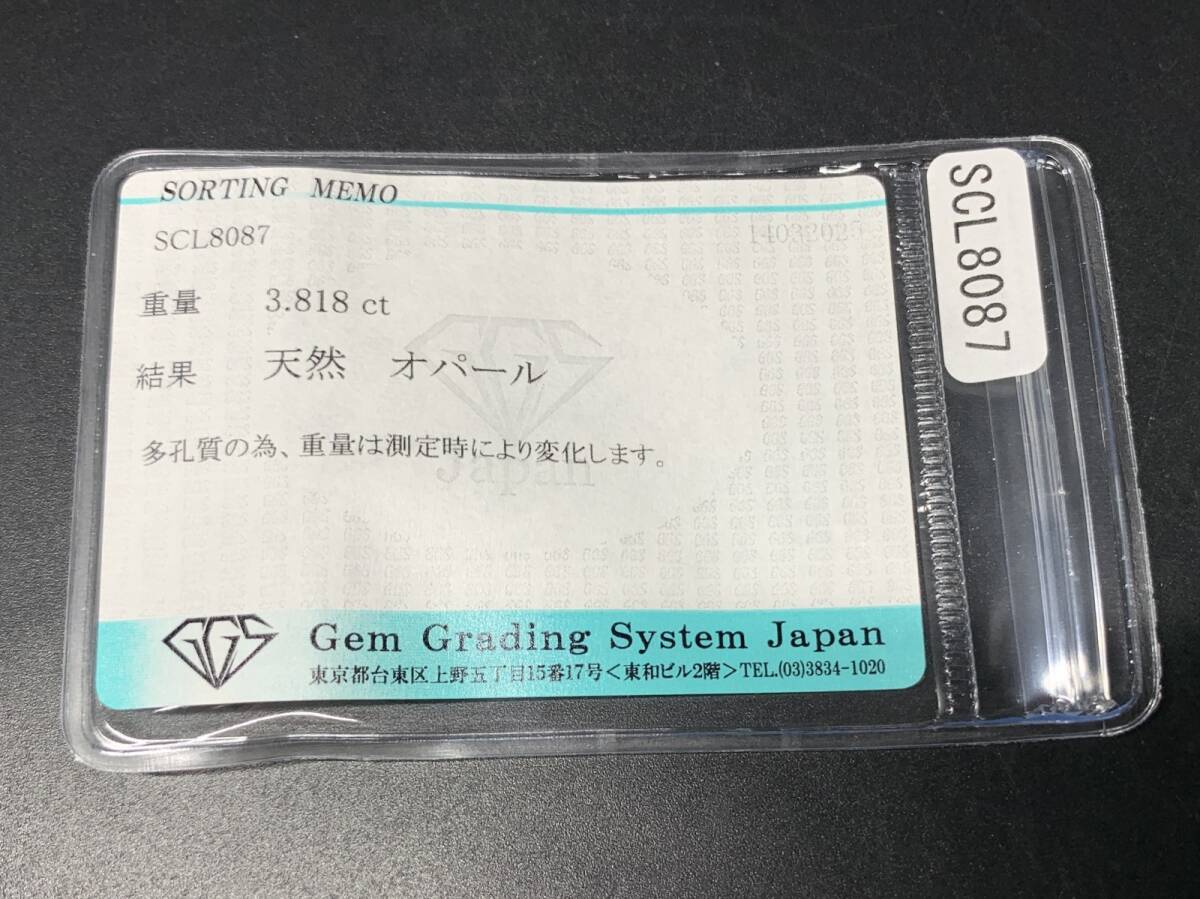 SORTING MEMO
SCL8087 14032025
重量 3.818 ct
結果 天然 オパール
多孔質の為、重量は測定時により変化します。
Japan
GGS Gem Grading System Japan
東京都台東区上野五丁目15番17号＜東和ビル2階＞TEL.(03)3834-1020
SCL8087